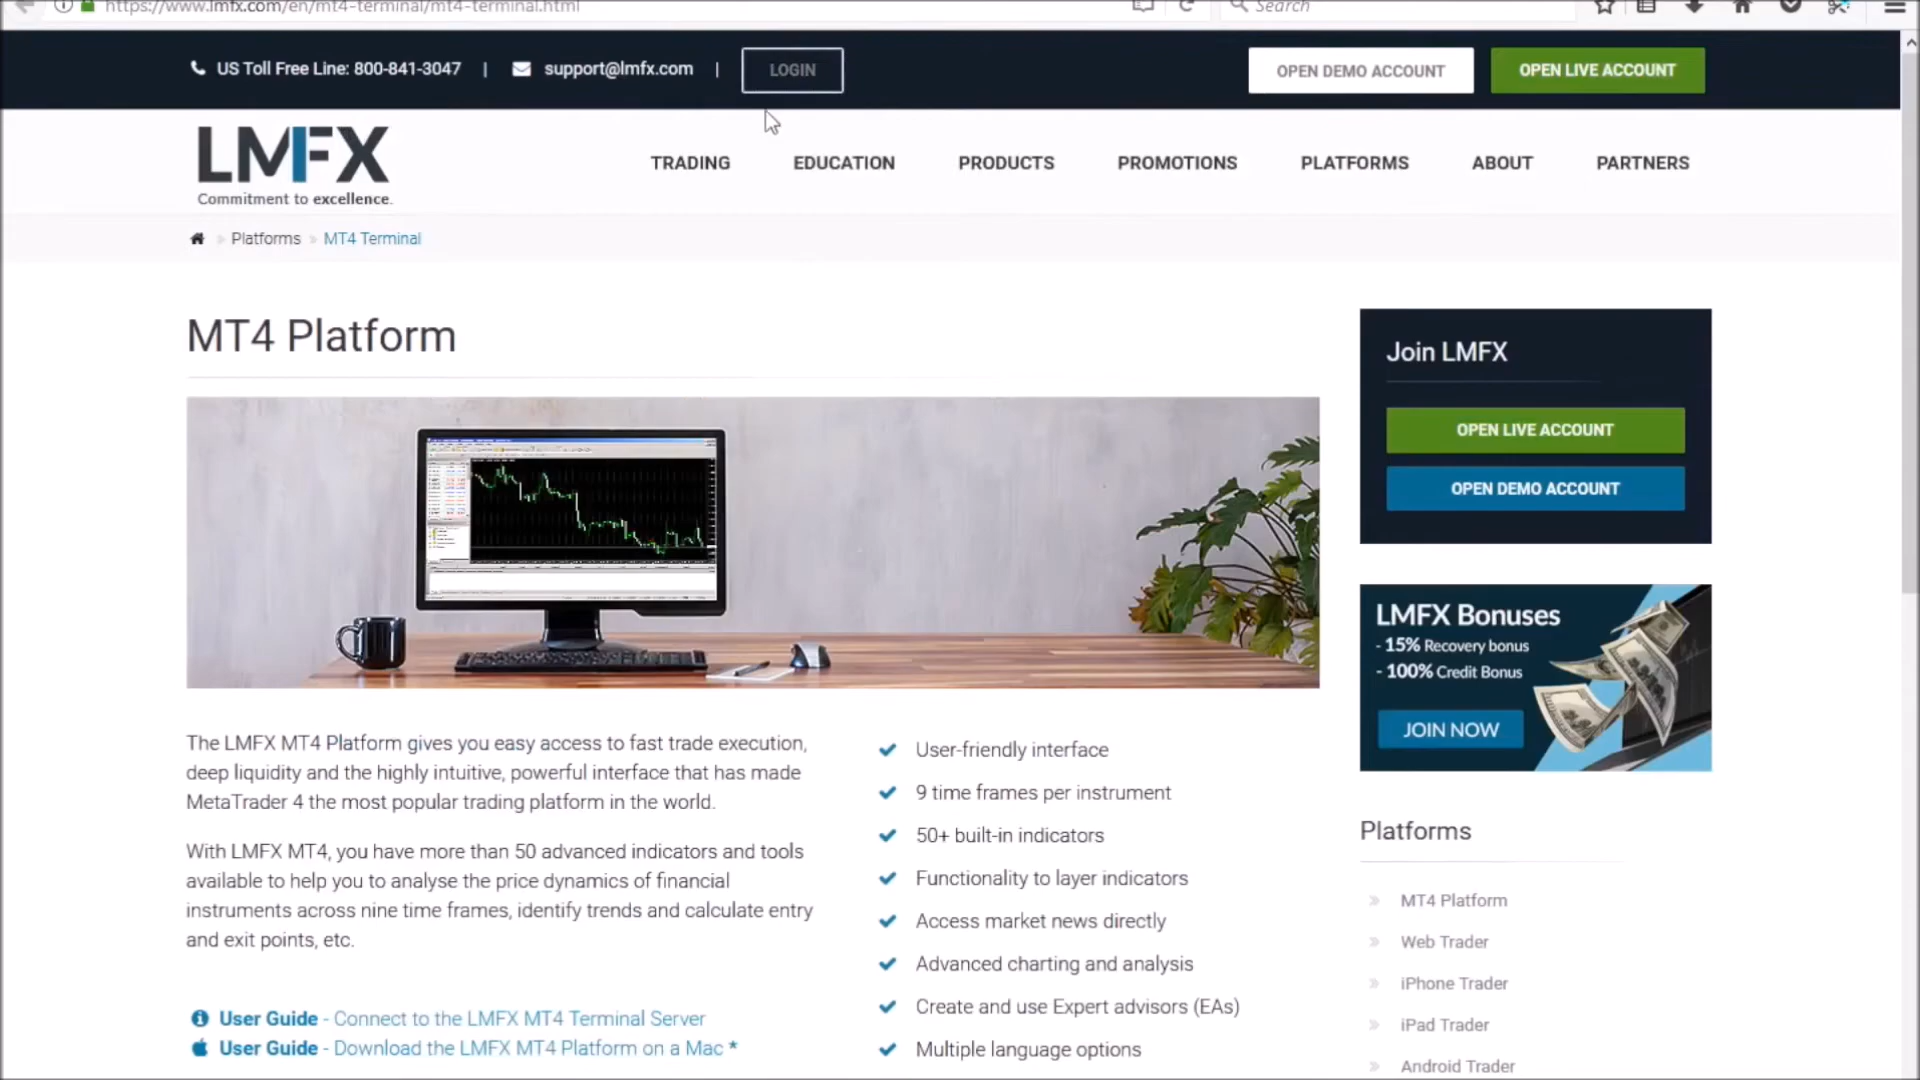 https://www.lmfx.com/en/mt4-terminal/mt4-terminal.html
Search
US Toll Free Line: 800-841-3047 | support@lmfx.com | LOGIN
OPEN DEMO ACCOUNT
OPEN LIVE ACCOUNT
LMFX
Commitment to excellence.
TRADING
EDUCATION
PRODUCTS
PROMOTIONS
PLATFORMS
ABOUT
PARTNERS
» Platforms » MT4 Terminal
MT4 Platform
The LMFX MT4 Platform gives you easy access to fast trade execution,
deep liquidity and the highly intuitive, powerful interface that has made
MetaTrader 4 the most popular trading platform in the world.
With LMFX MT4, you have more than 50 advanced indicators and tools
available to help you to analyse the price dynamics of financial
instruments across nine time frames, identify trends and calculate entry
and exit points, etc.
User Guide - Connect to the LMFX MT4 Terminal Server
User Guide - Download the LMFX MT4 Platform on a Mac *
User-friendly interface
9 time frames per instrument
50+ built-in indicators
Functionality to layer indicators
Access market news directly
Advanced charting and analysis
Create and use Expert advisors (EAs)
Multiple language options
Join LMFX
OPEN LIVE ACCOUNT
OPEN DEMO ACCOUNT
LMFX Bonuses
- 15% Recovery bonus
- 100% Credit Bonus
JOIN NOW
Platforms
» MT4 Platform
» Web Trader
» iPhone Trader
» iPad Trader
» Android Trader